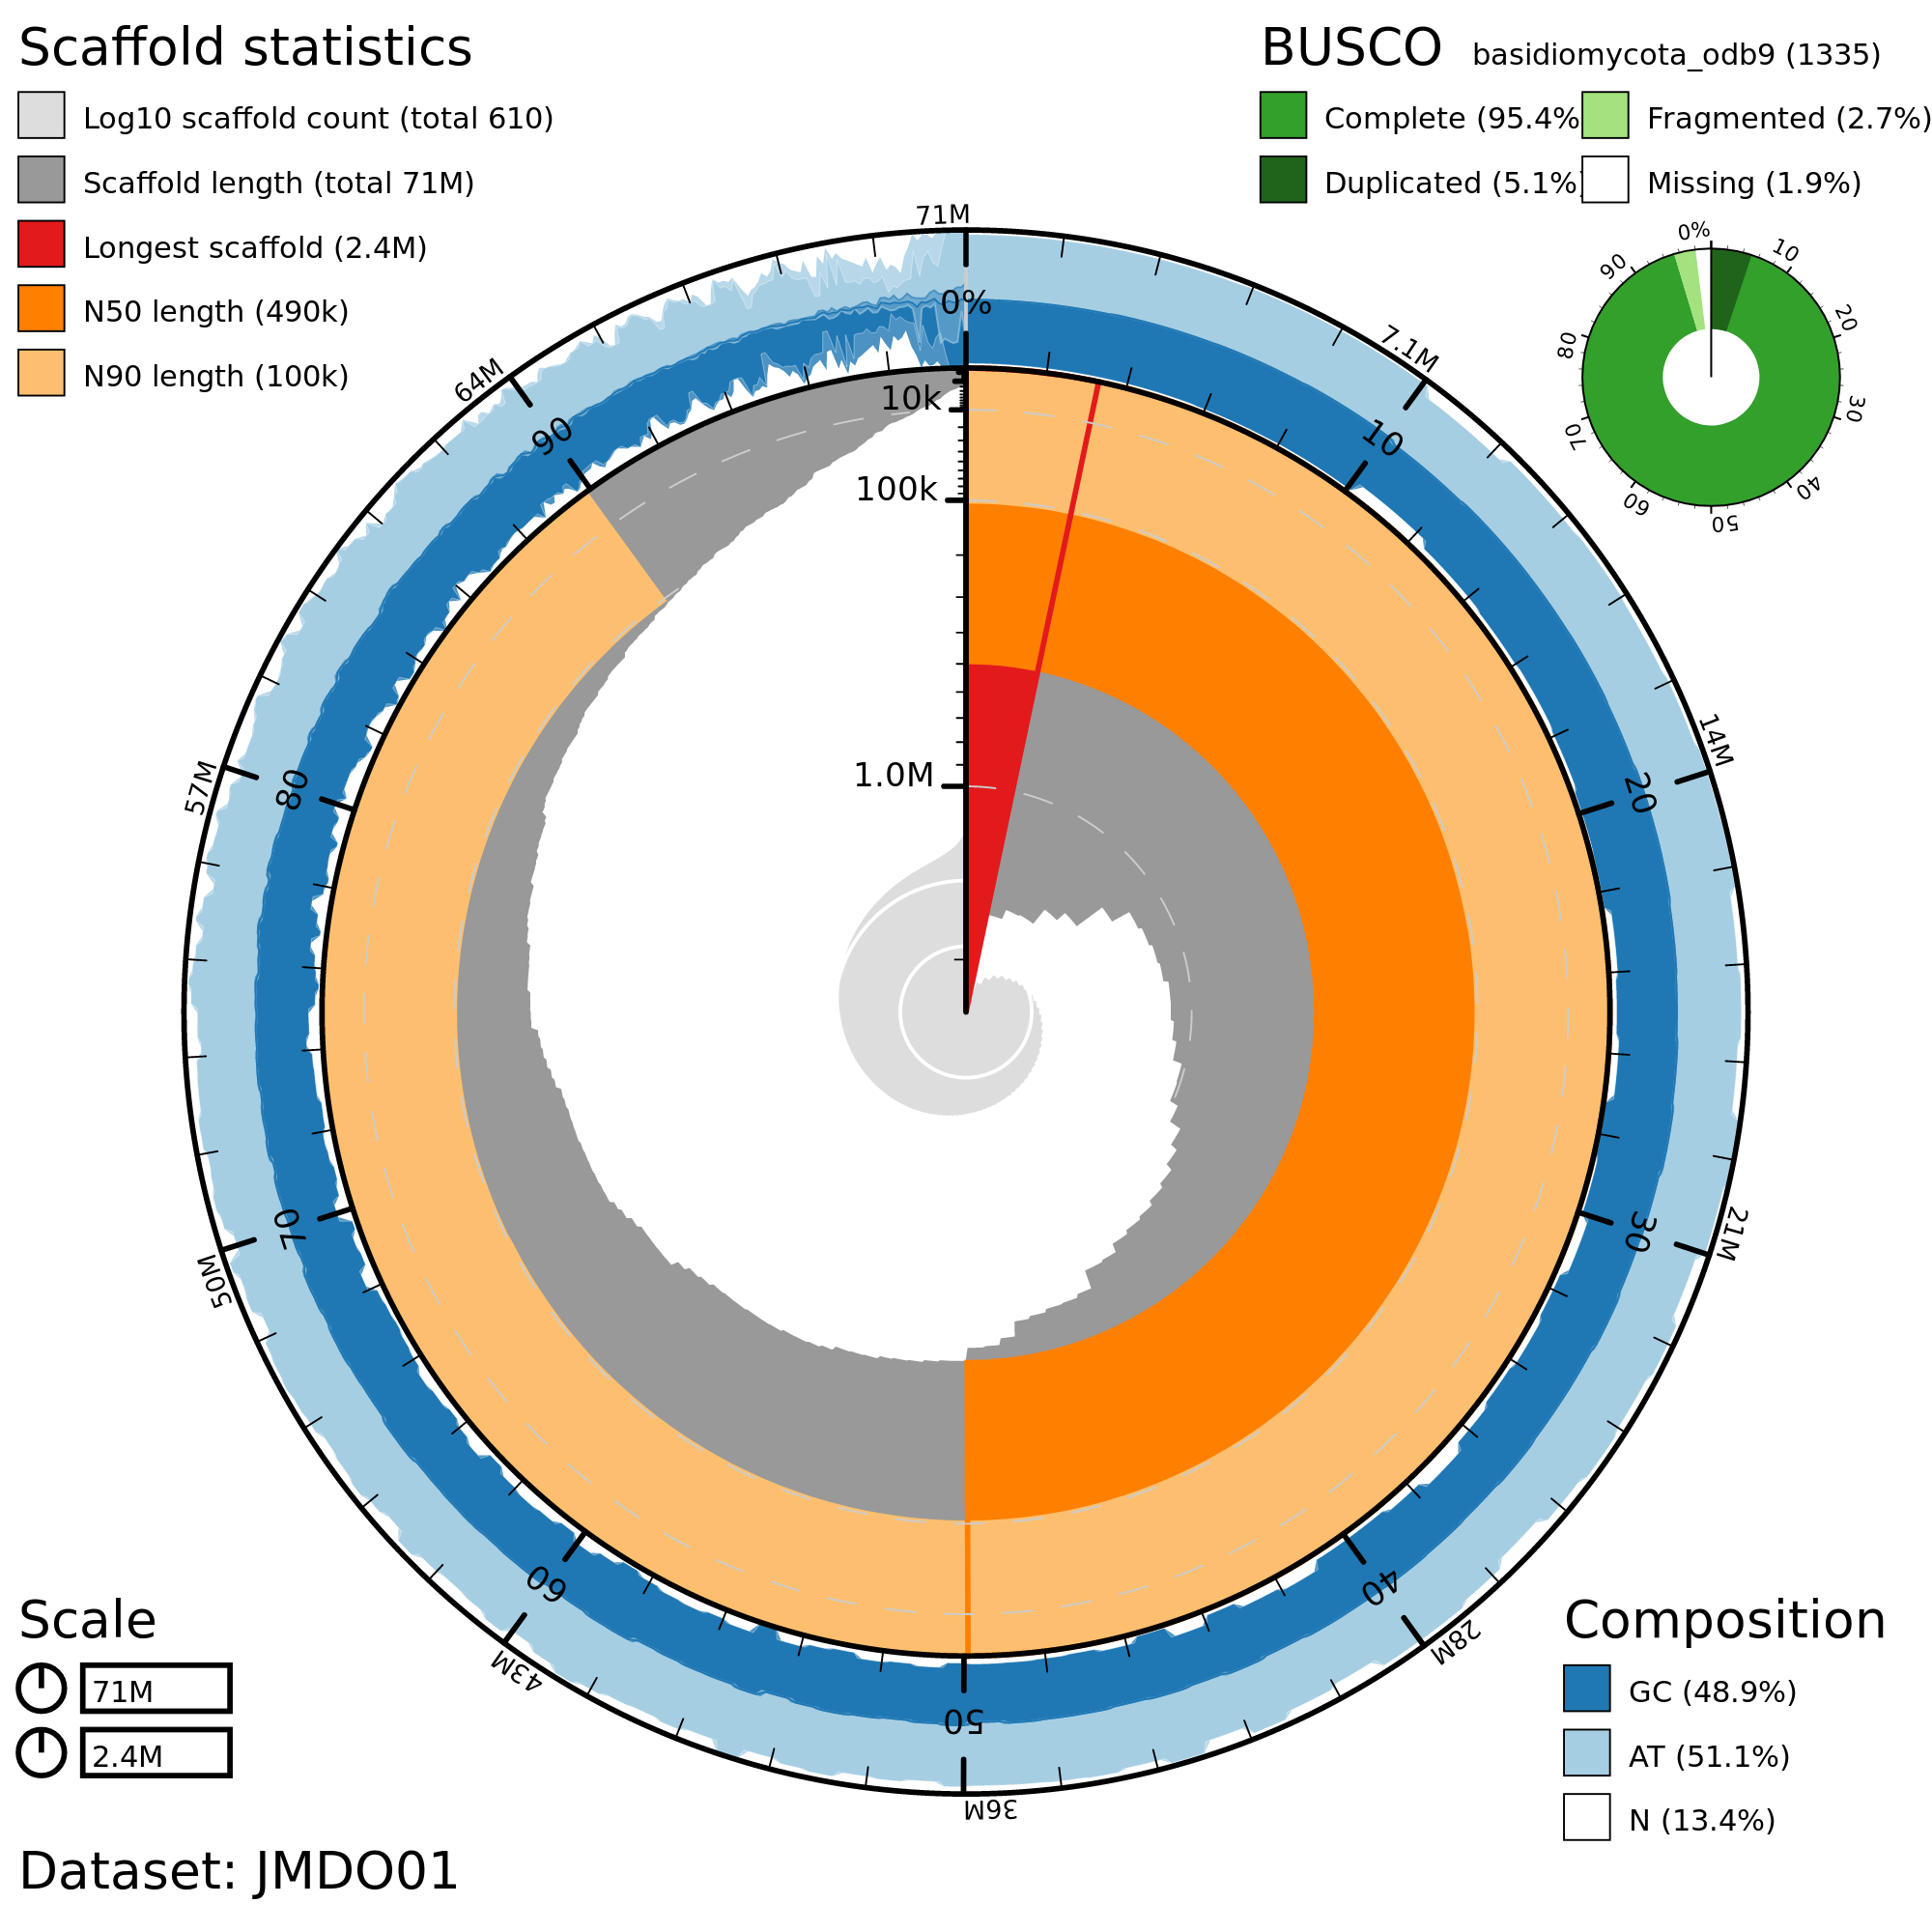 Scaffold statistics
Log10 scaffold count (total 610)
Scaffold length (total 71M)
Longest scaffold (2.4M)
N50 length (490k)
N90 length (100k)
BUSCO basidiomycota_odb9 (1335)
Complete (95.4% Fragmented (2.7%)
Duplicated (5.1% Missing (1.9%)
0%
10
20
30
40
50
60
70
80
90
71M
7.1M
14M
21M
28M
36M
43M
50M
57M
64M
0%
10
20
30
40
50
60
70
80
90
10k
100k
1.0M
Scale
71M
2.4M
Composition
GC (48.9%)
AT (51.1%)
N (13.4%)
Dataset: JMDO01